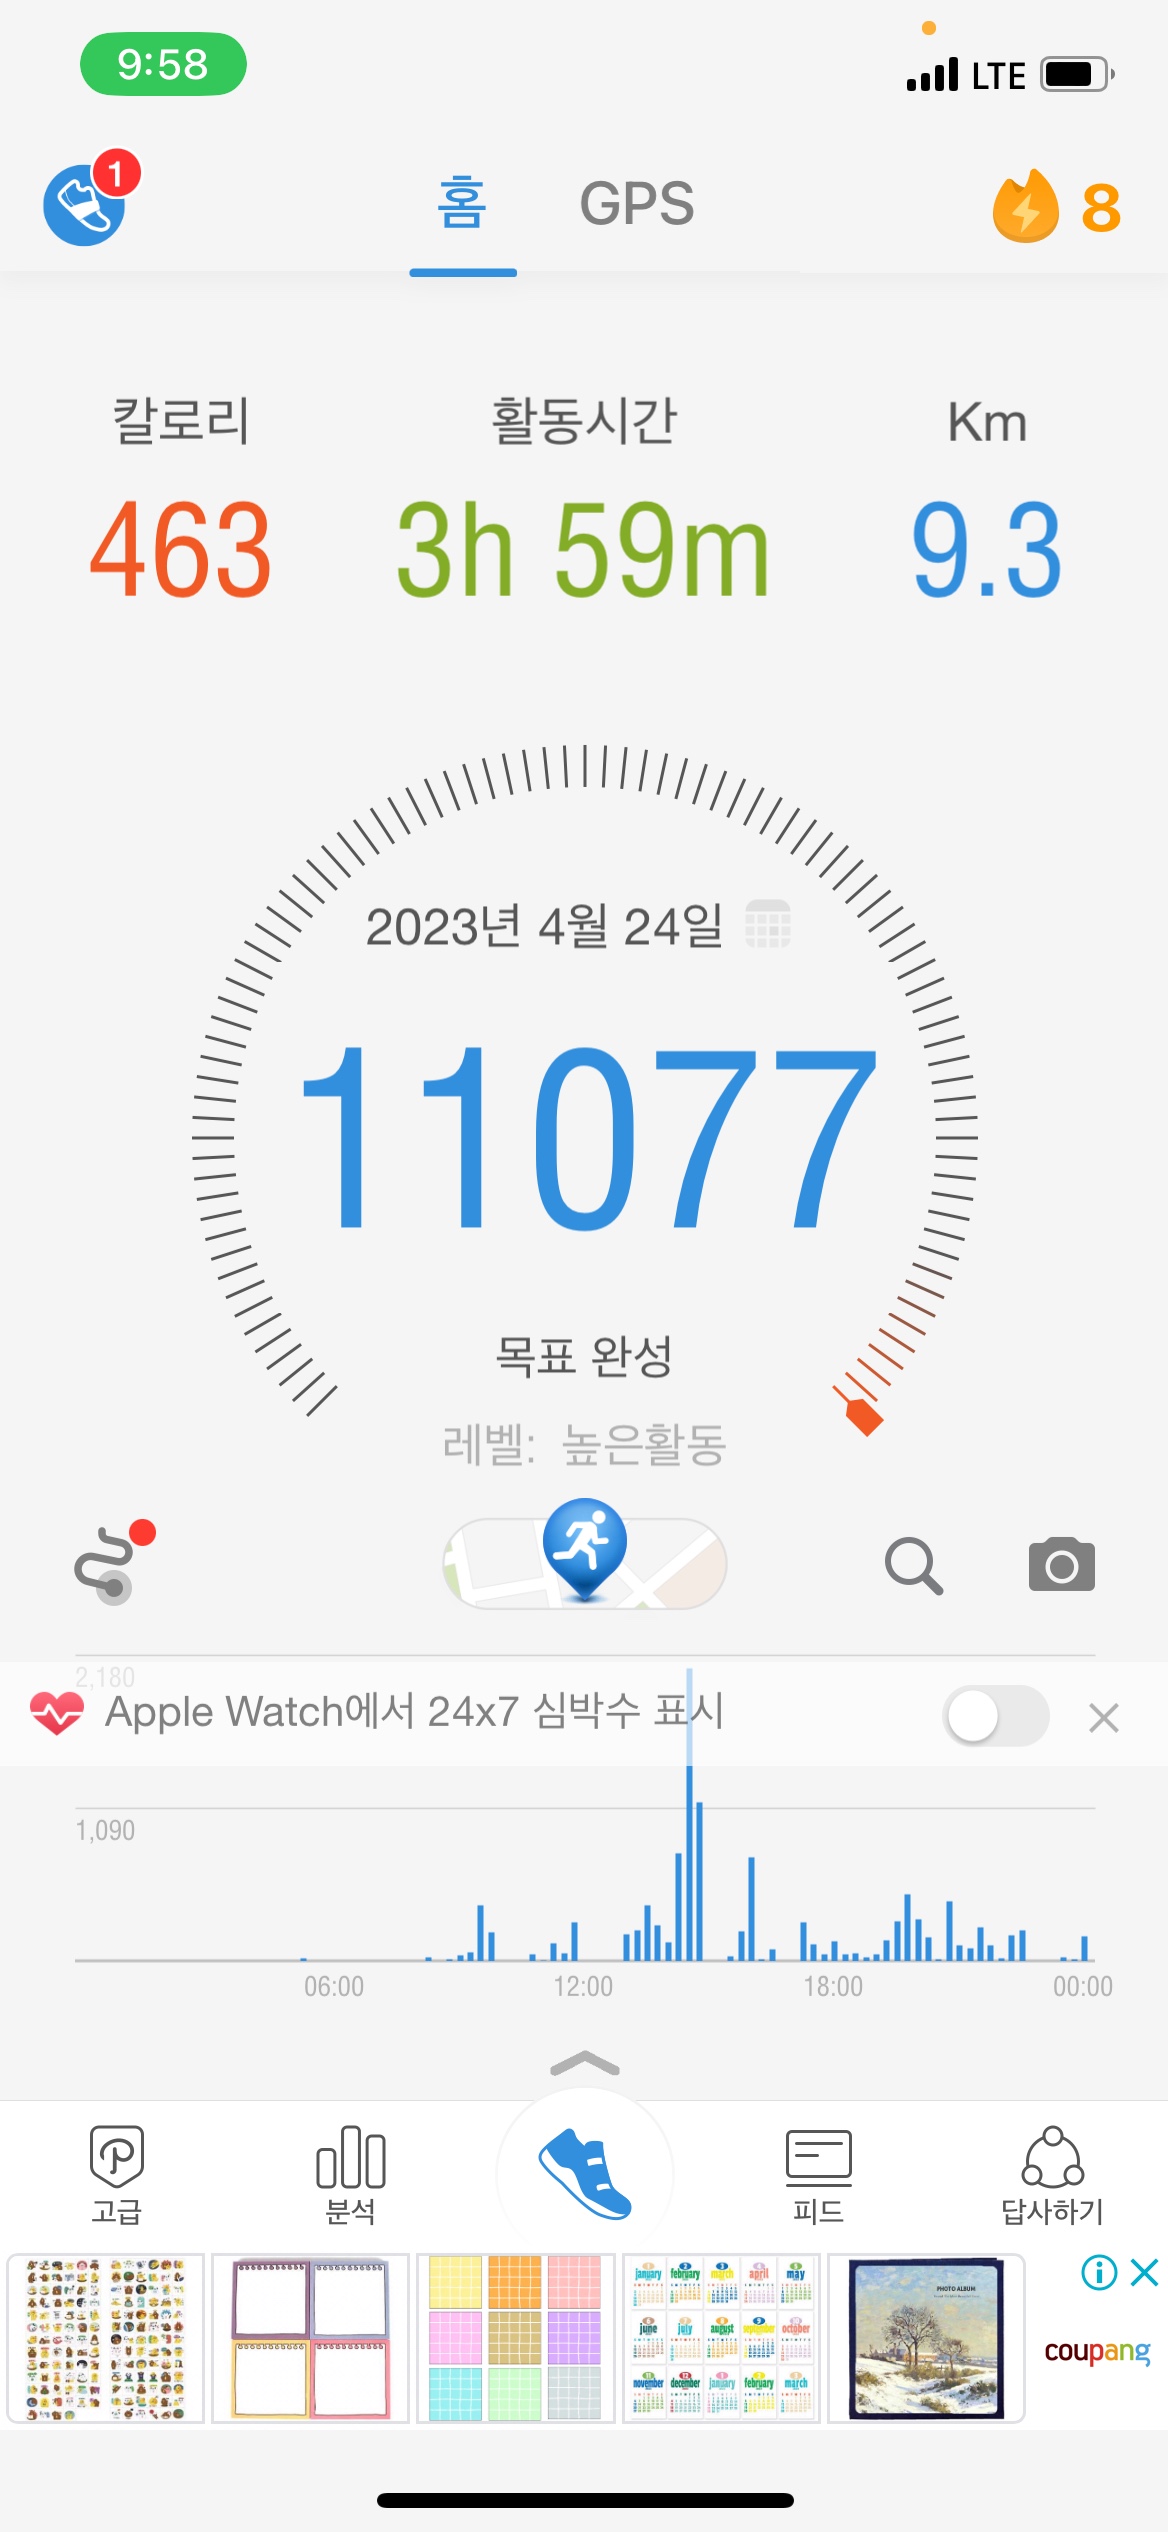 9:58
LTE
1
홈
GPS
8
칼로리
활동시간
Km
463
3h 59m
9.3
2023년 4월 24일
11077
목표 완성
레벨: 높은활동
2,180
Apple Watch에서 24x7 심박수 표시
1,090
06:00
12:00
18:00
00:00
고급
분석
피드
답사하기
january
february
march
april
may
june
july
august
september
october
november
december
january
february
march
PHOTO ALBUM
coupang